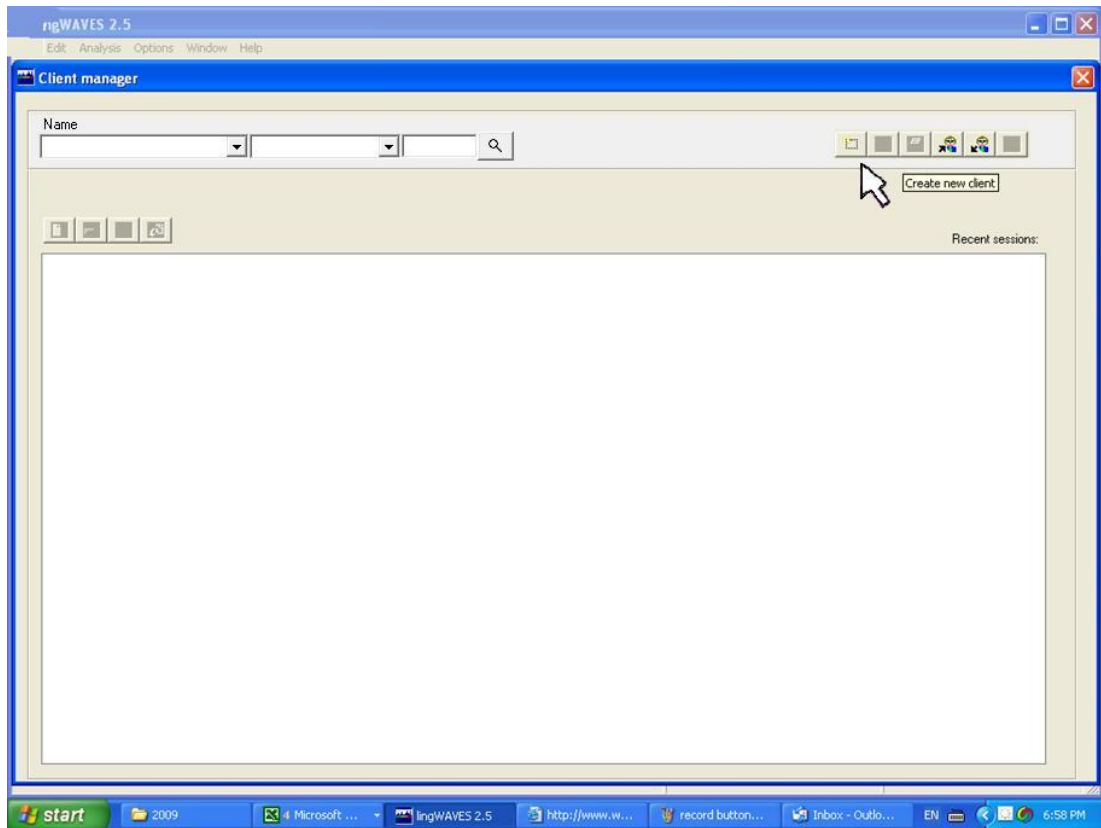 ngWAVES 2.5
Edit Analysis Options Window Help
Client manager
Name
Create new client
Recent sessions:
start 2009 4 Microsoft ... lingWAVES 2.5 http://www.w... record button... Inbox - Outlo... EN 6:58 PM